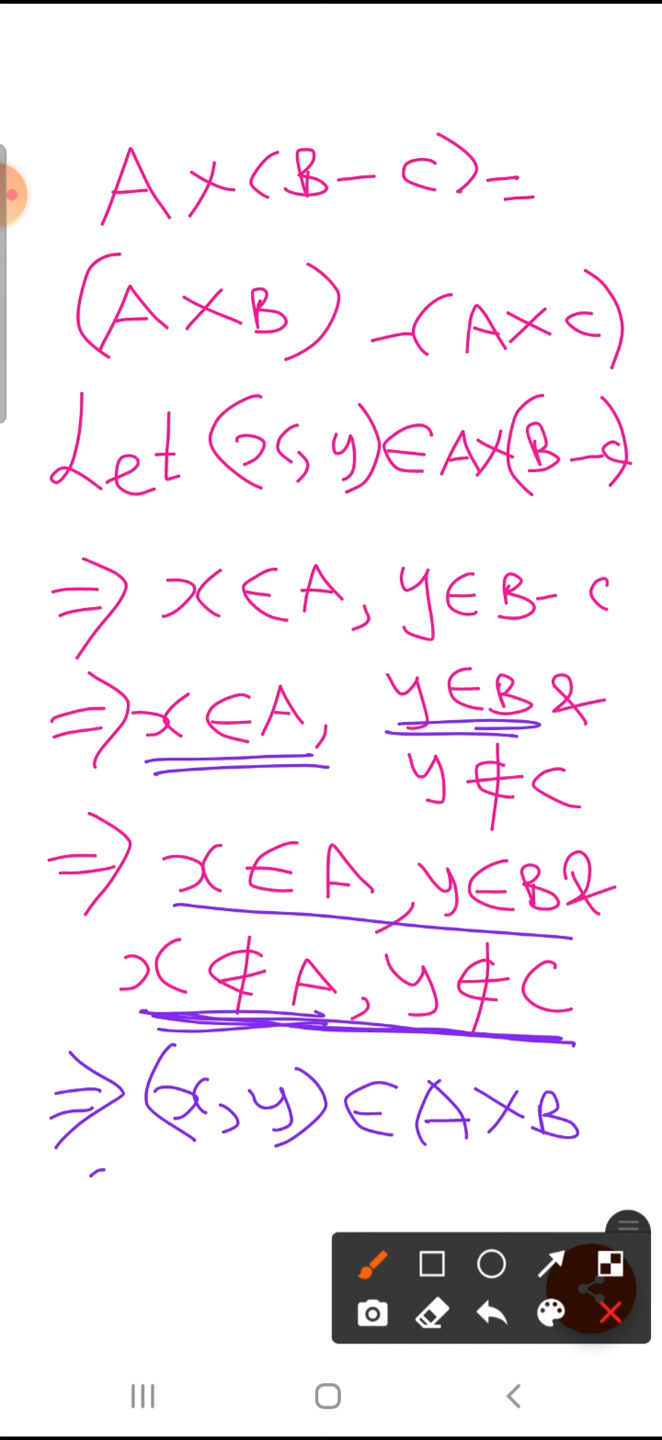 A×(B-C)=
(A×B)-(A×C)
Let (x,y)∈A×(B-C)
⇒x∈A, y∈B-C
⇒x∈A, y∈B &
y∉C
⇒x∈A, y∈B &
x∉A, y∉C
⇒(x,y)∈A×B